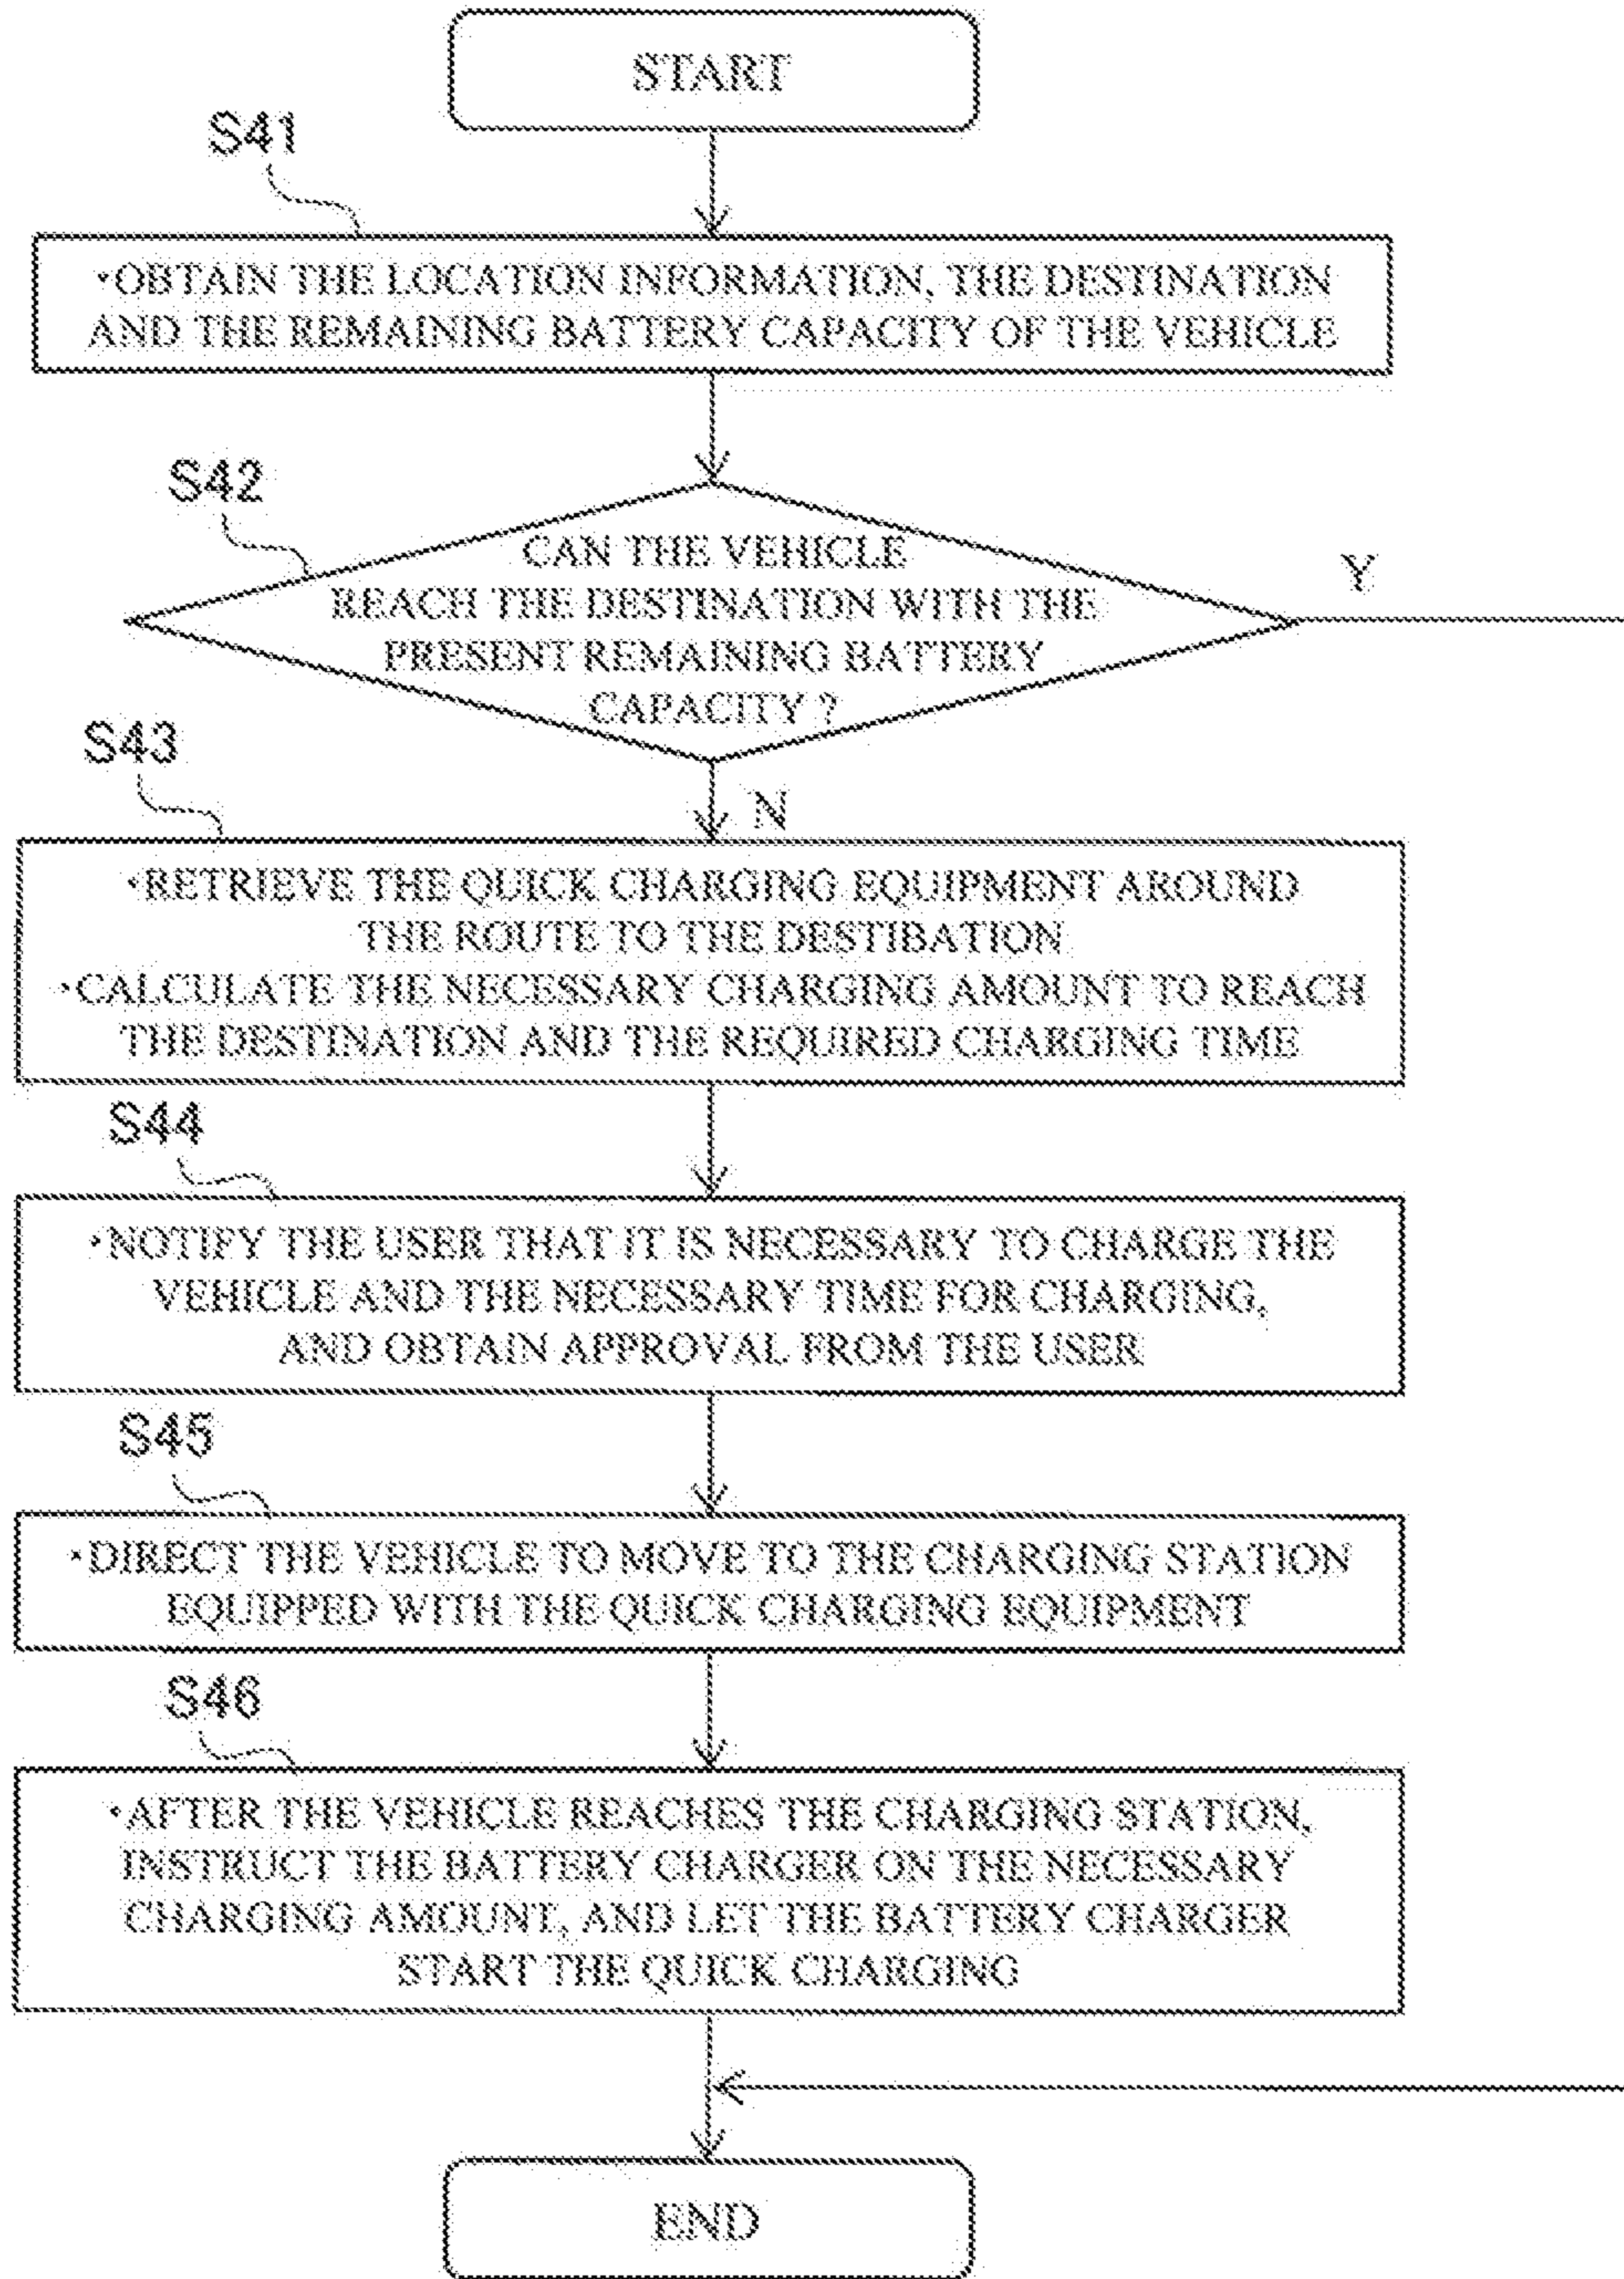 START
S41
•OBTAIN THE LOCATION INFORMATION, THE DESTINATION
AND THE REMAINING BATTERY CAPACITY OF THE VEHICLE
S42
CAN THE VEHICLE
REACH THE DESTINATION WITH THE
PRESENT REMAINING BATTERY
CAPACITY ?
Y
S43
N
•RETRIEVE THE QUICK CHARGING EQUIPMENT AROUND
THE ROUTE TO THE DESTIBATION
•CALCULATE THE NECESSARY CHARGING AMOUNT TO REACH
THE DESTINATION AND THE REQUIRED CHARGING TIME
S44
•NOTIFY THE USER THAT IT IS NECESSARY TO CHARGE THE
VEHICLE AND THE NECESSARY TIME FOR CHARGING,
AND OBTAIN APPROVAL FROM THE USER
S45
•DIRECT THE VEHICLE TO MOVE TO THE CHARGING STATION
EQUIPPED WITH THE QUICK CHARGING EQUIPMENT
S46
•AFTER THE VEHICLE REACHES THE CHARGING STATION,
INSTRUCT THE BATTERY CHARGER ON THE NECESSARY
CHARGING AMOUNT, AND LET THE BATTERY CHARGER
START THE QUICK CHARGING
END